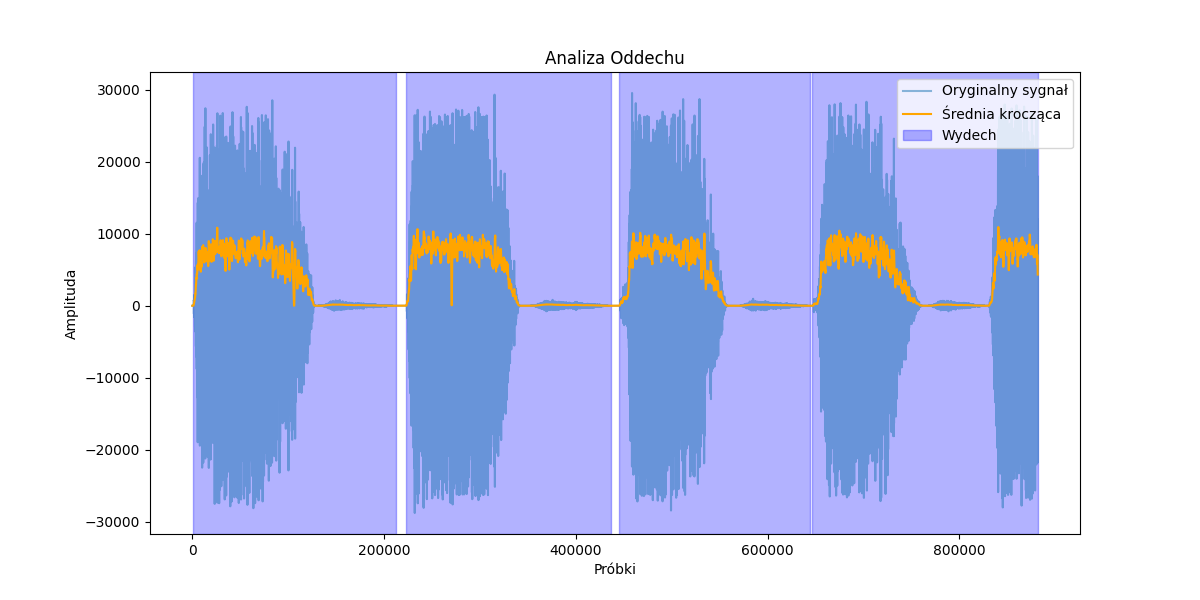 Analiza Oddechu
Oryginalny sygnał
Średnia krocząca
Wydech
Amplituda
30000
20000
10000
0
−10000
−20000
−30000
0
200000
400000
600000
800000
Próbki